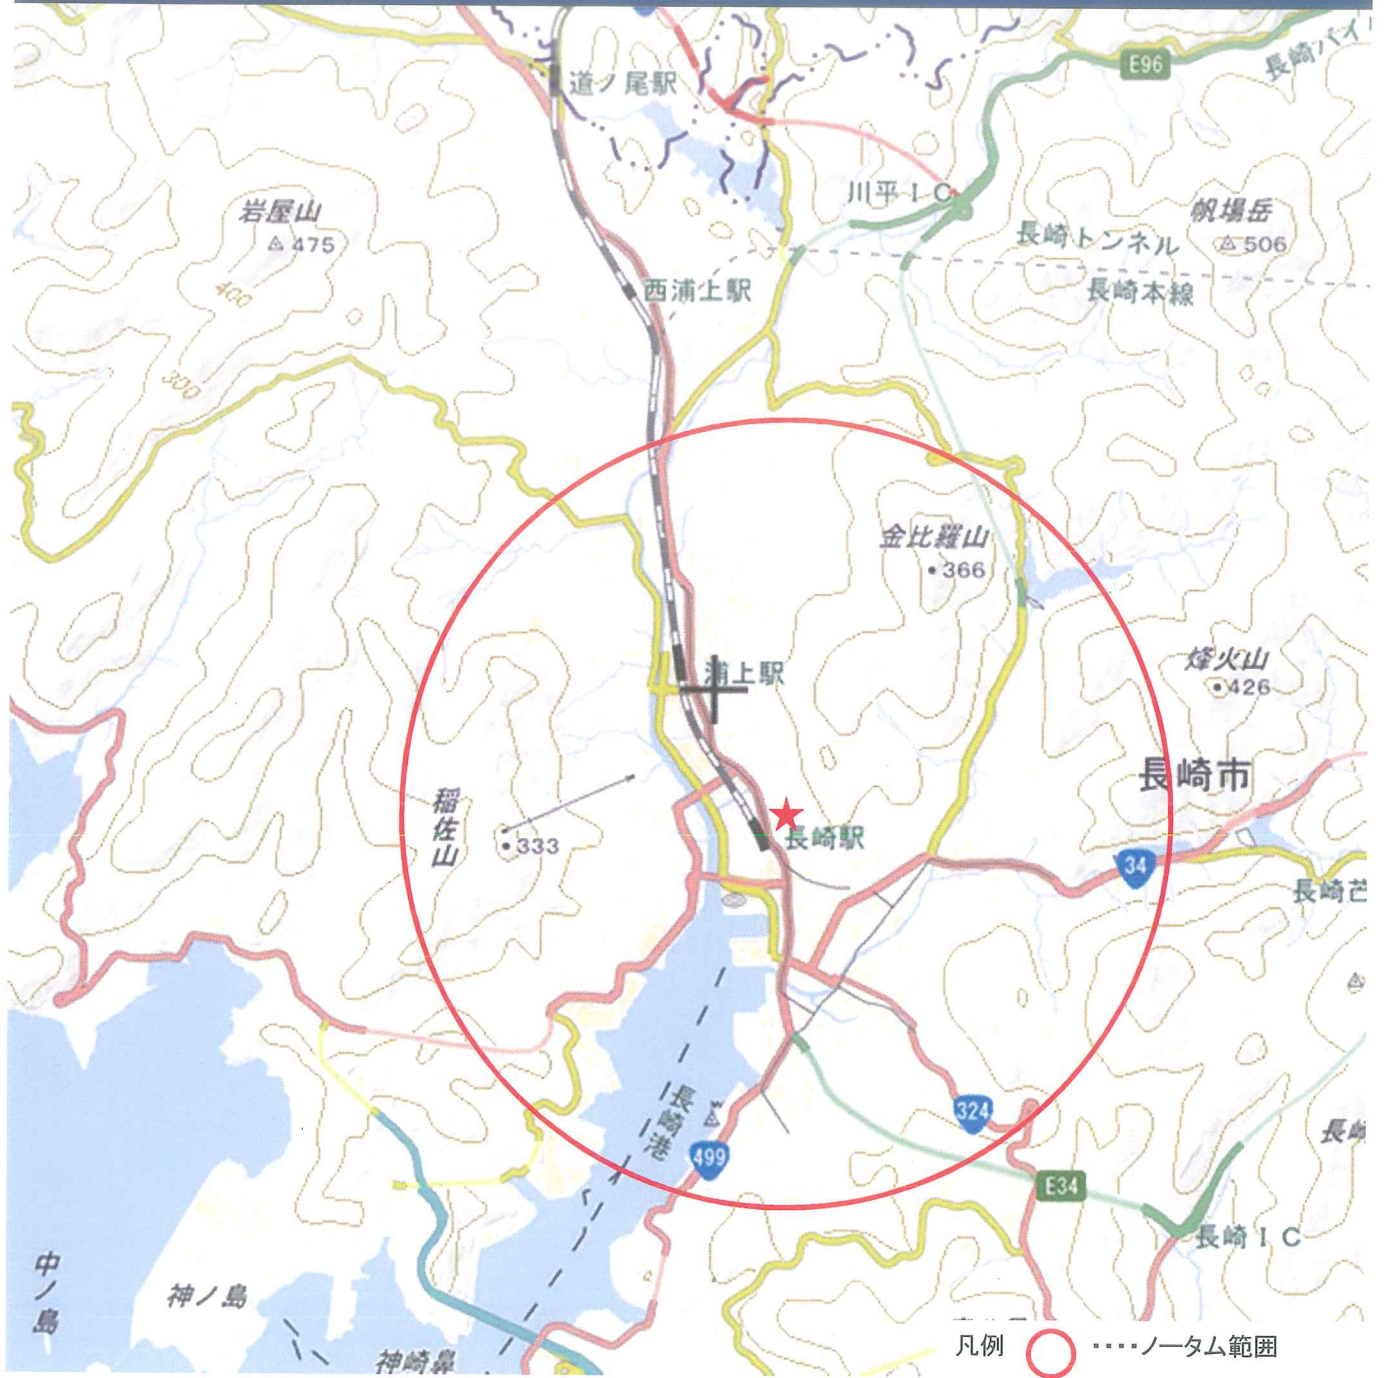 E96
長崎バイ
道ノ尾駅
川平IC
岩屋山
475
帆場岳
506
長崎トンネル
西浦上駅
長崎本線
400
300
金比羅山
366
浦上駅
烽火山
426
長崎市
稲佐山
333
長崎駅
34
長崎芒
長崎港
324
499
E34
長崎
長崎IC
中ノ島
神ノ島
神崎鼻
凡例 ····ノータム範囲